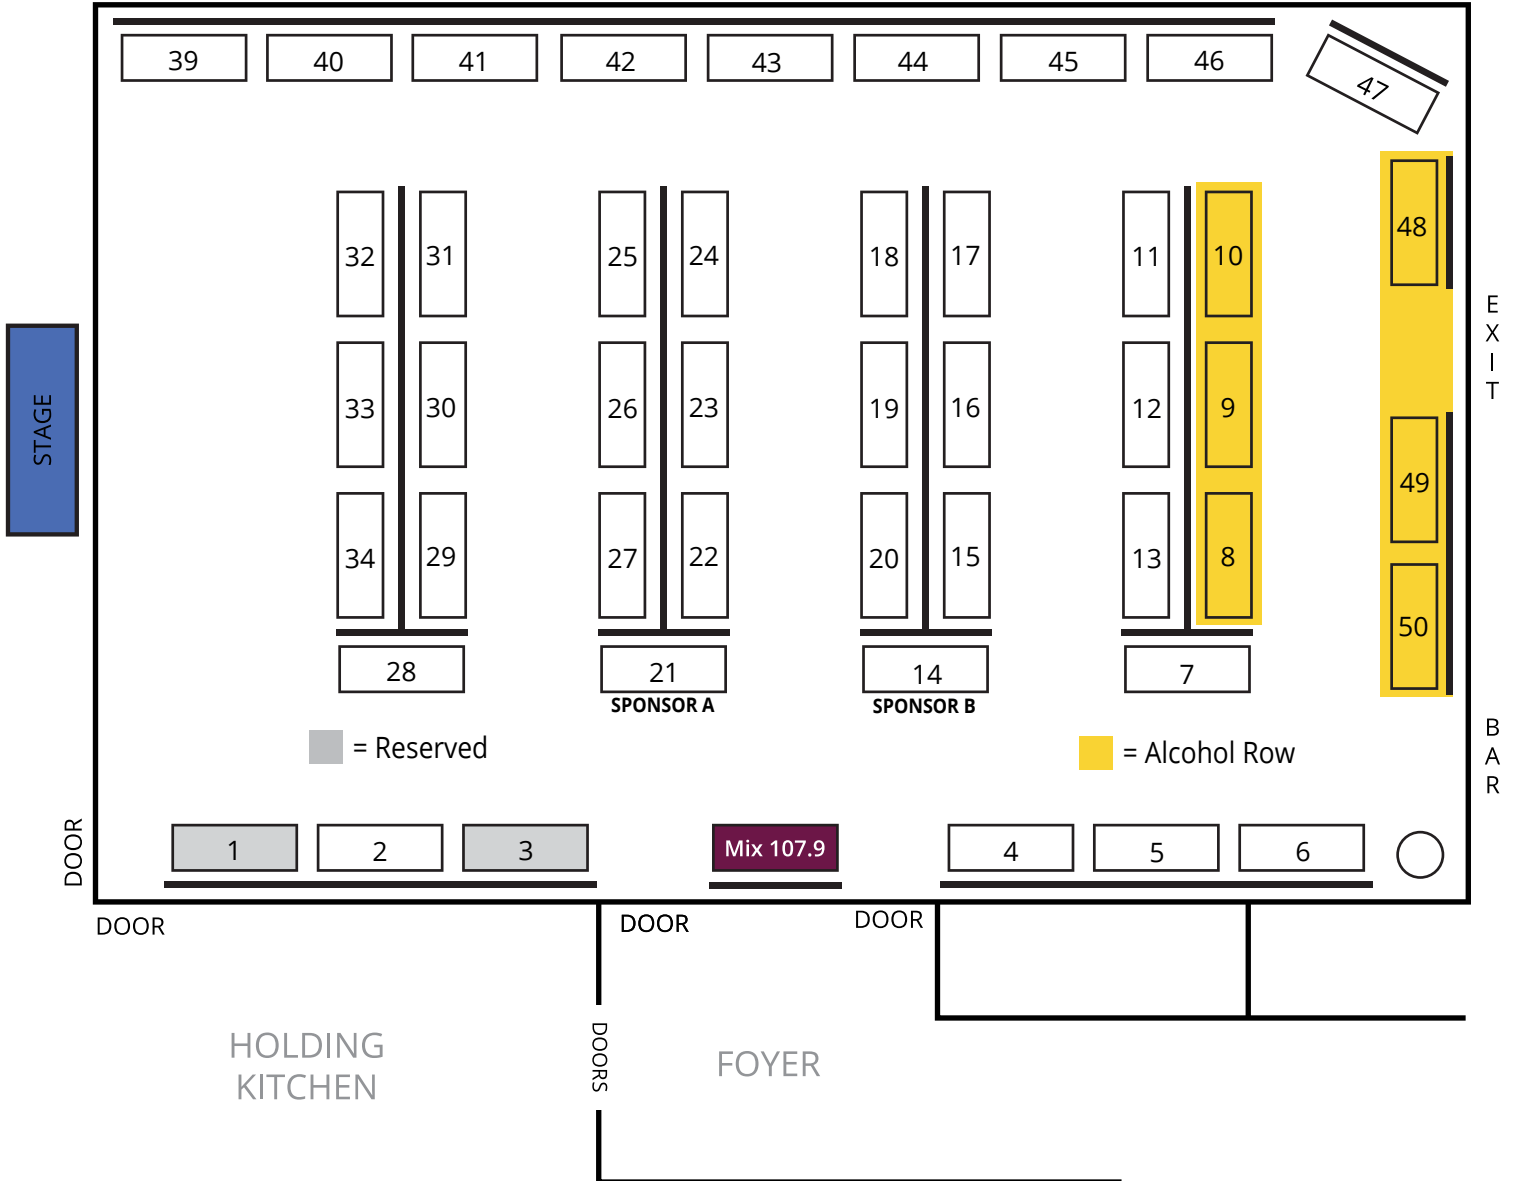 39 40 41 42 43 44 45 46
47
48
32 31 25 24 18 17 11 10
EXIT
STAGE
33 30 26 23 19 16 12 9
49
34 29 27 22 20 15 13 8
50
28 21 14 7
SPONSOR A SPONSOR B
= Reserved = Alcohol Row
BAR
DOOR
1 2 3 Mix 107.9 4 5 6
DOOR DOOR DOOR
DOORS
HOLDING
KITCHEN
FOYER